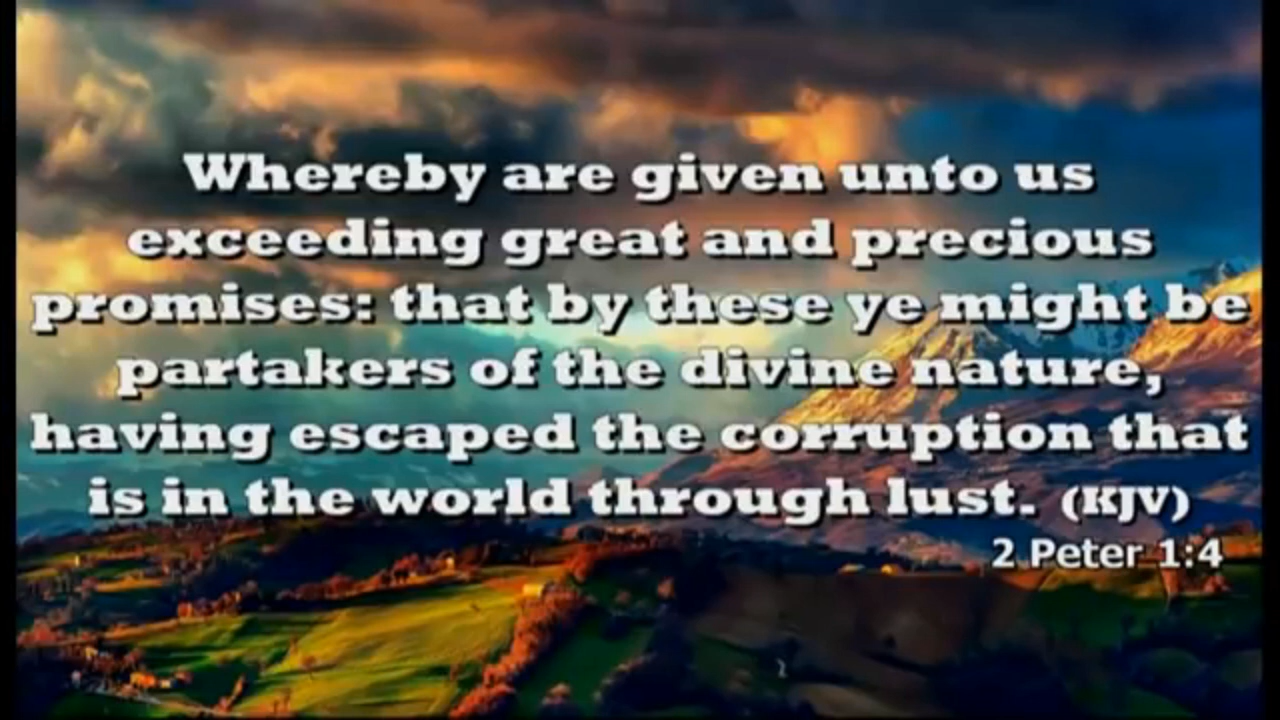 Whereby are given unto us
exceeding great and precious
promises: that by these ye might be
partakers of the divine nature,
having escaped the corruption that
is in the world through lust. (KJV)
2 Peter 1:4